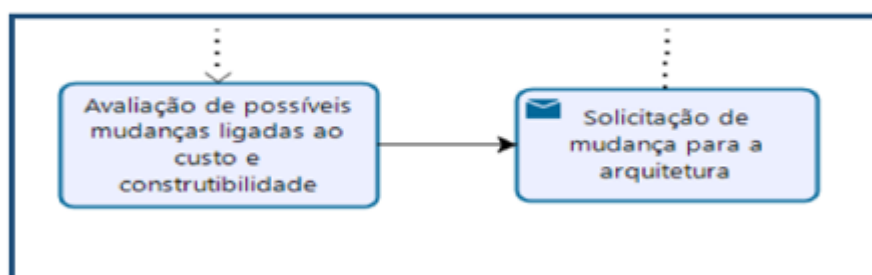 Avaliação de possíveis
mudanças ligadas ao
custo e
construtibilidade
Solicitação de
mudança para a
arquitetura